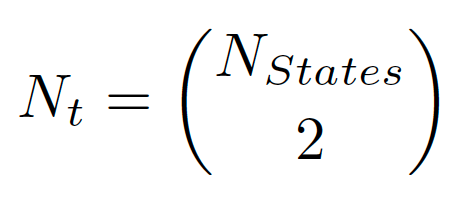 $N_t = \binom{N_{States}}{2}$